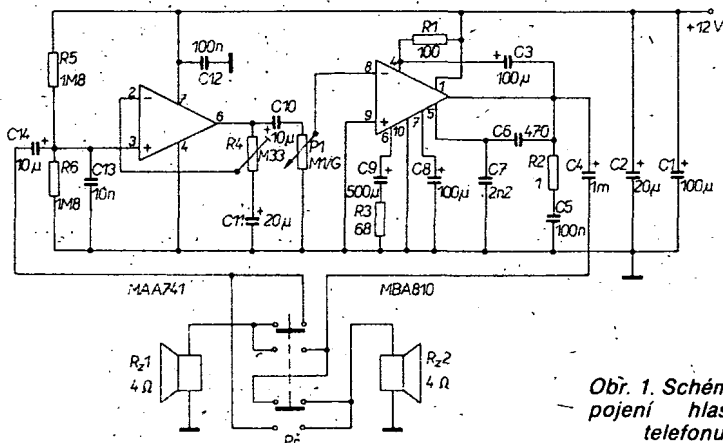 +12 V
R5
1M8
100n
C12
2
7
3
4
6
C14
10µ
R6
1M8
C13
10n
R4
M33
C10
10µ
P1
M1/G
C11
20µ
8
9
4
1
6
10
7
5
R1
100
C3
100µ
C6
470
C9
500µ
R3
68
C8
100µ
C7
2n2
R2
1
C5
100n
C4
1m
C2
20µ
C1
100µ
MAA741
MBA810
Rz1
4 Ω
Rz2
4 Ω
Př
Obr. 1. Schém
pojení hlas
telefonu